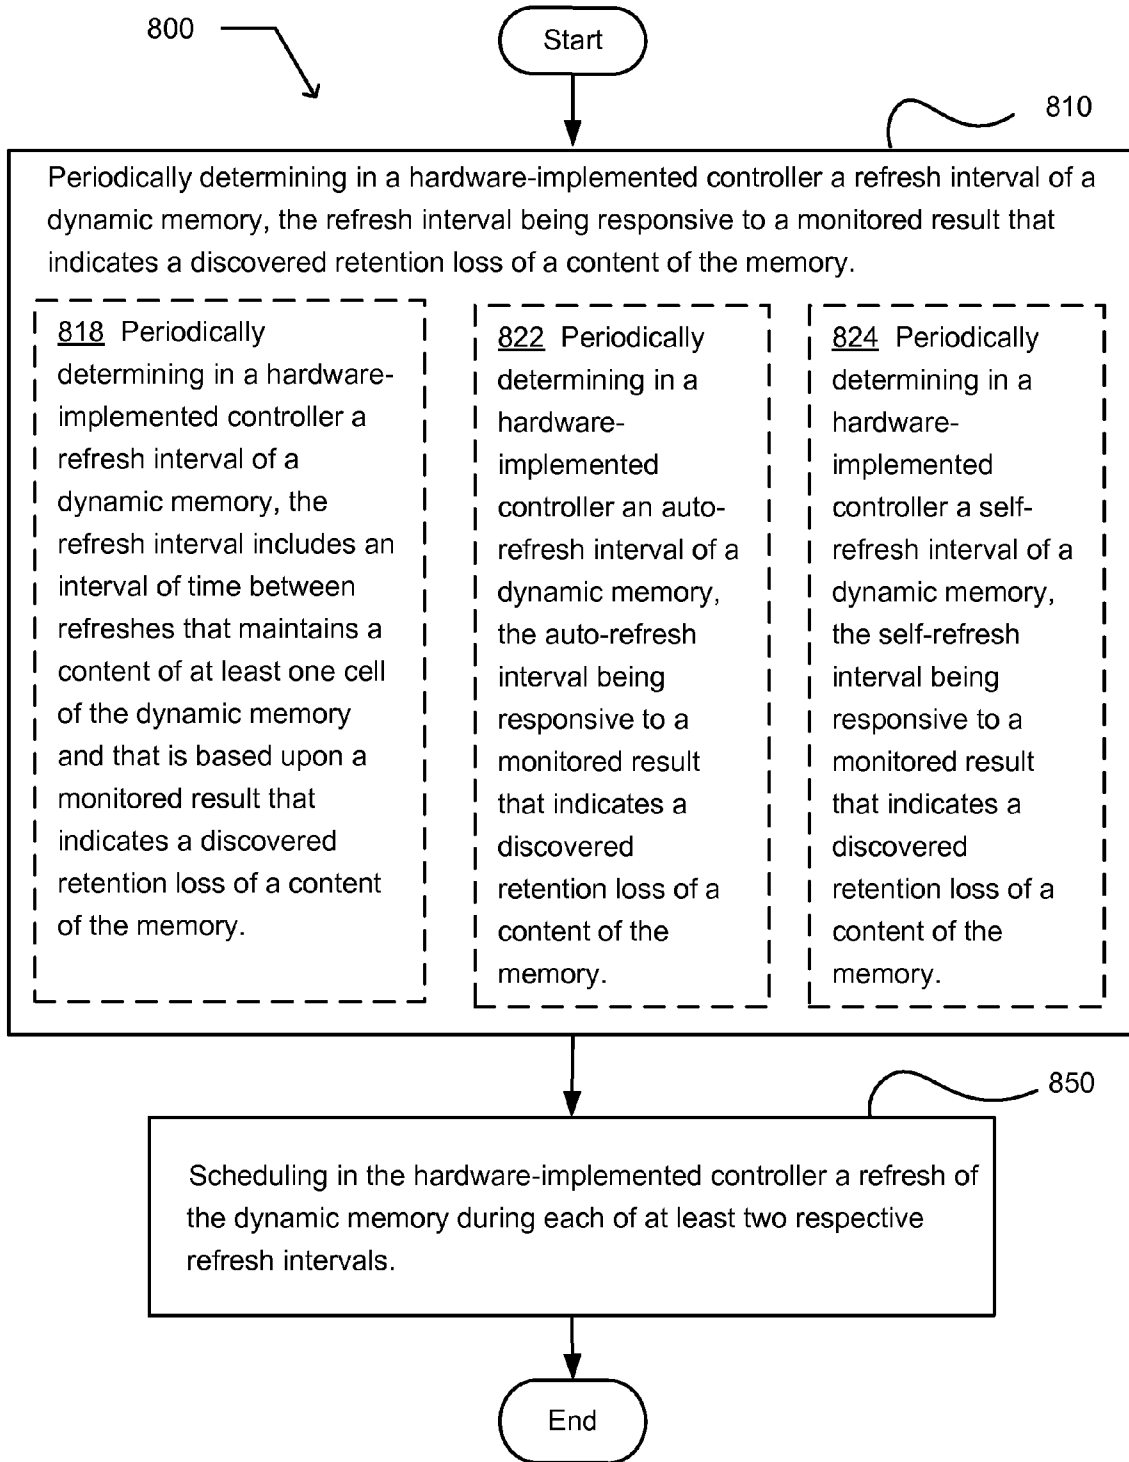 800
Start
810
Periodically determining in a hardware-implemented controller a refresh interval of a
dynamic memory, the refresh interval being responsive to a monitored result that
indicates a discovered retention loss of a content of the memory.
818 Periodically
determining in a hardware-
implemented controller a
refresh interval of a
dynamic memory, the
refresh interval includes an
interval of time between
refreshes that maintains a
content of at least one cell
of the dynamic memory
and that is based upon a
monitored result that
indicates a discovered
retention loss of a content
of the memory.
822 Periodically
determining in a
hardware-
implemented
controller an auto-
refresh interval of a
dynamic memory,
the auto-refresh
interval being
responsive to a
monitored result
that indicates a
discovered
retention loss of a
content of the
memory.
824 Periodically
determining in a
hardware-
implemented
controller a self-
refresh interval of a
dynamic memory,
the self-refresh
interval being
responsive to a
monitored result
that indicates a
discovered
retention loss of a
content of the
memory.
850
Scheduling in the hardware-implemented controller a refresh of
the dynamic memory during each of at least two respective
refresh intervals.
End